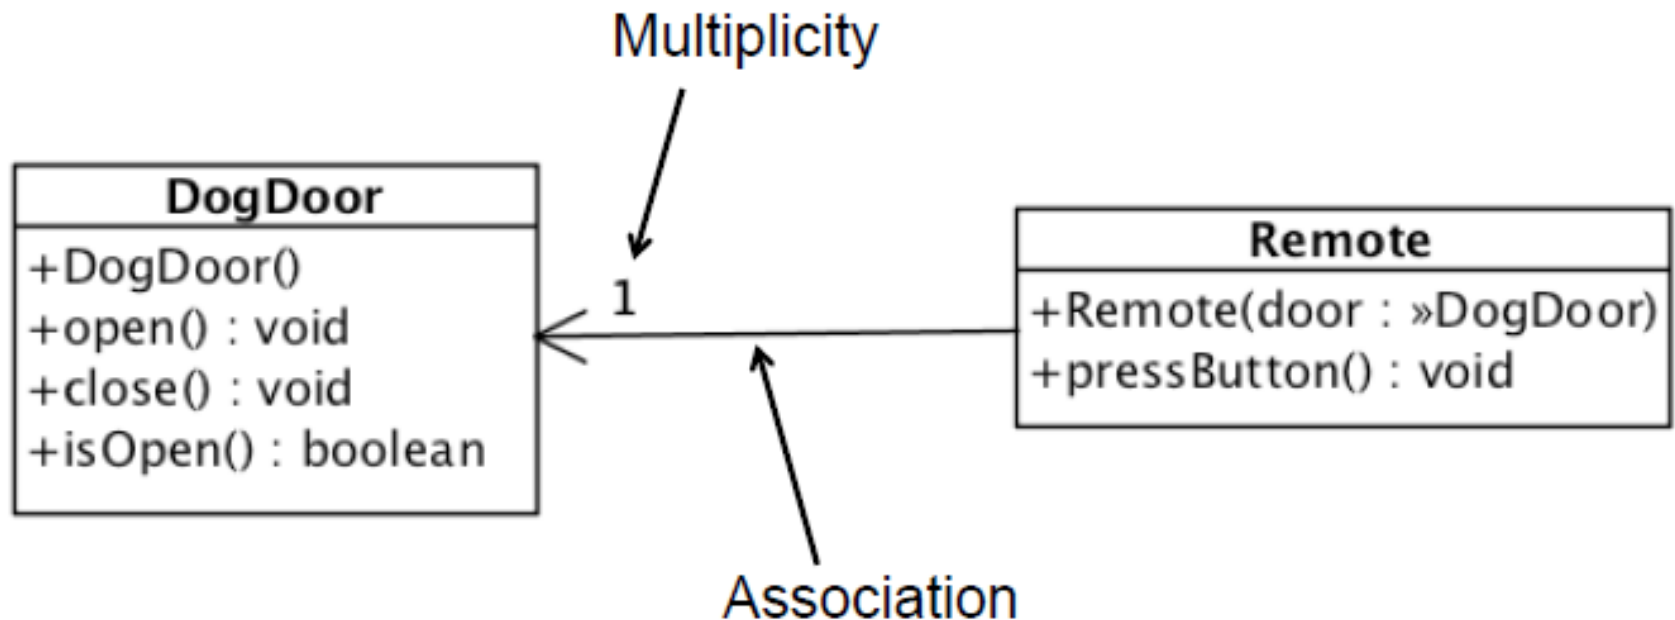 Multiplicity
DogDoor
+DogDoor()
+open() : void
+close() : void
+isOpen() : boolean
1
Remote
+Remote(door : »DogDoor)
+pressButton() : void
Association